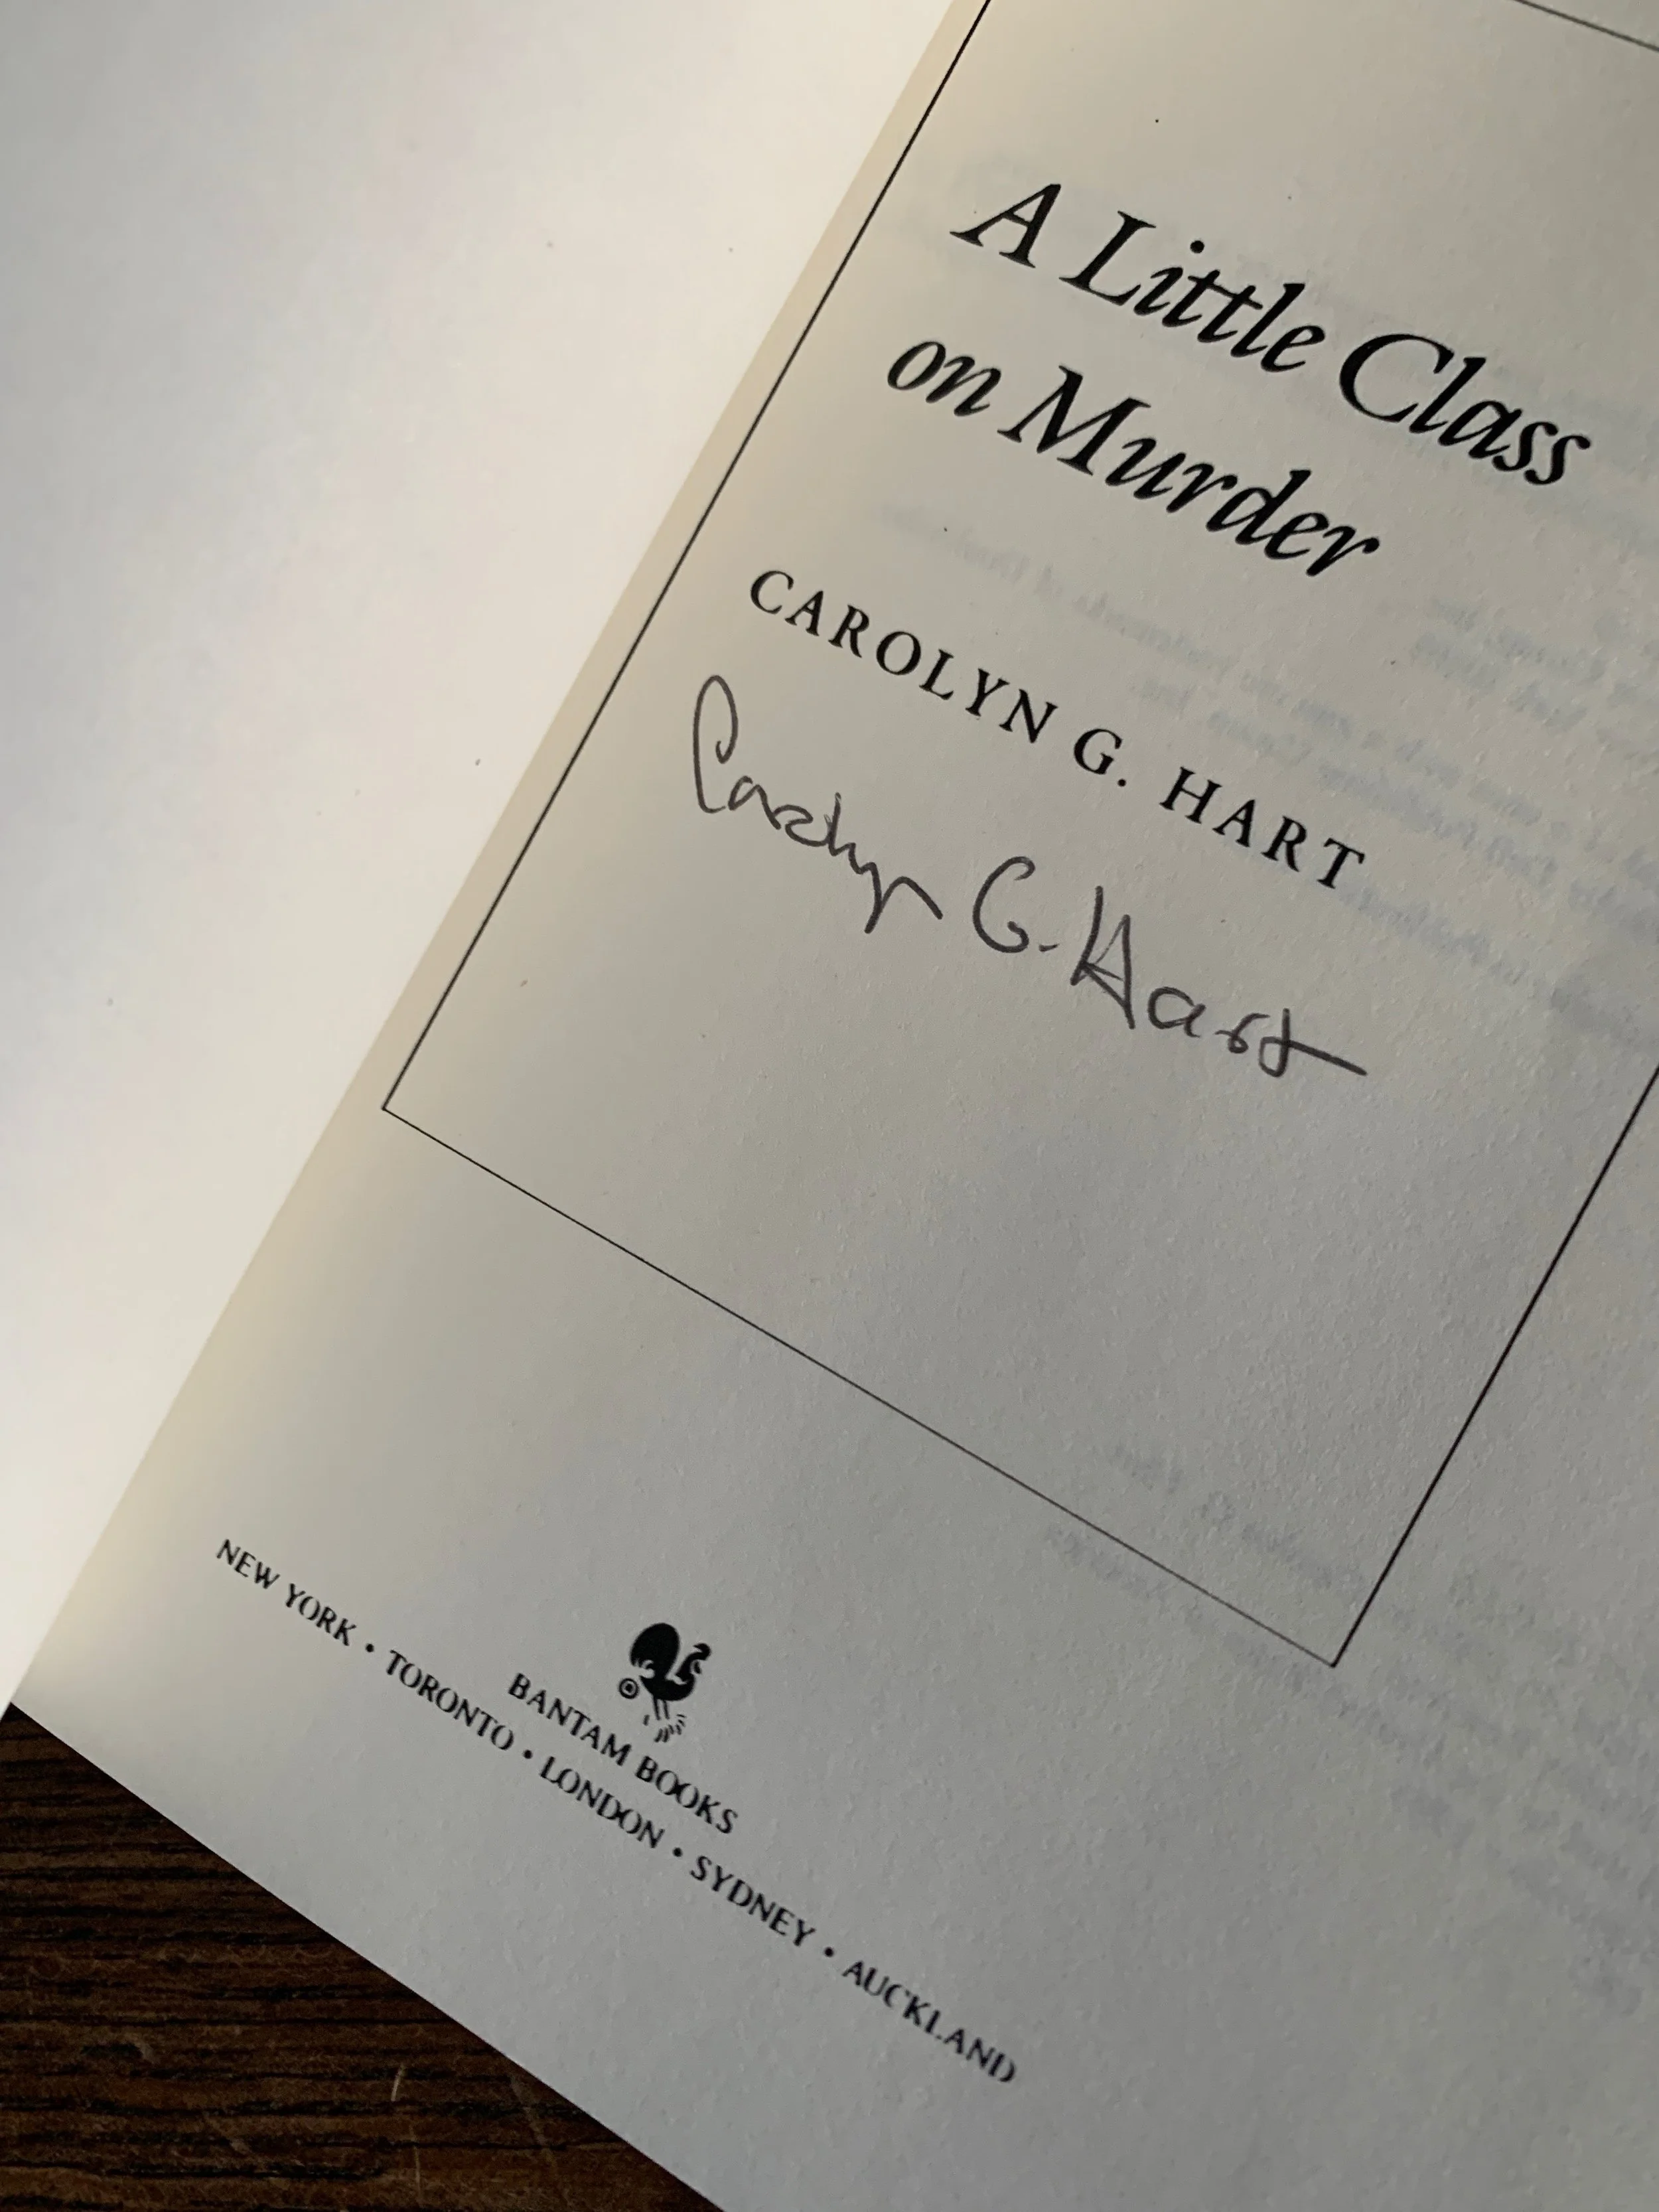 A Little Class
on Murder
CAROLYN G. HART
Carolyn G. Hart
BANTAM BOOKS
NEW YORK • TORONTO • LONDON • SYDNEY • AUCKLAND